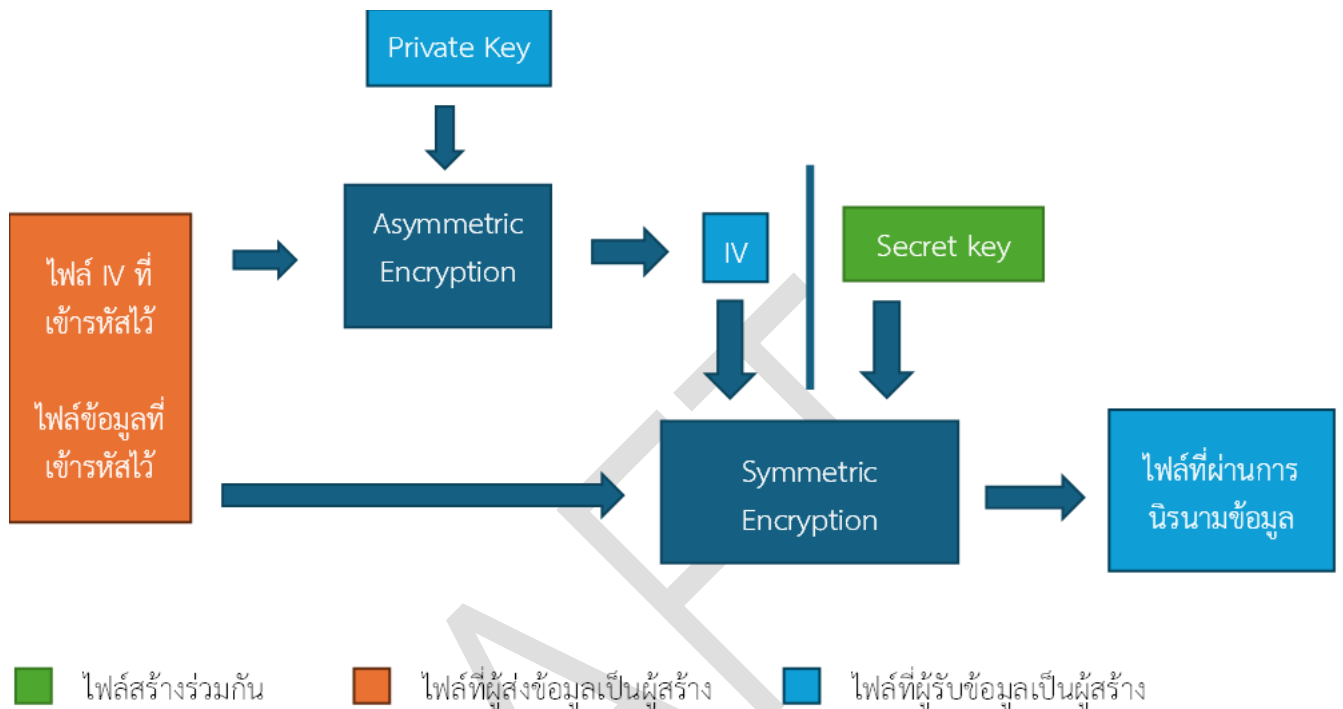 Private Key
Asymmetric
Encryption
ไฟล์ IV ที่
เข้ารหัสไว้
ไฟล์ข้อมูลที่
เข้ารหัสไว้
IV
Secret key
Symmetric
Encryption
ไฟล์ที่ผ่านการ
นิรนามข้อมูล
ไฟล์สร้างร่วมกัน
ไฟล์ที่ผู้ส่งข้อมูลเป็นผู้สร้าง
ไฟล์ที่ผู้รับข้อมูลเป็นผู้สร้าง